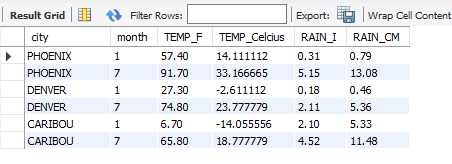 Result Grid Filter Rows: Export: Wrap Cell Content
city month TEMP_F TEMP_Celcius RAIN_I RAIN_CM
PHOENIX 1 57.40 14.111112 0.31 0.79
PHOENIX 7 91.70 33.166665 5.15 13.08
DENVER 1 27.30 -2.611112 0.18 0.46
DENVER 7 74.80 23.777779 2.11 5.36
CARIBOU 1 6.70 -14.055556 2.10 5.33
CARIBOU 7 65.80 18.777779 4.52 11.48